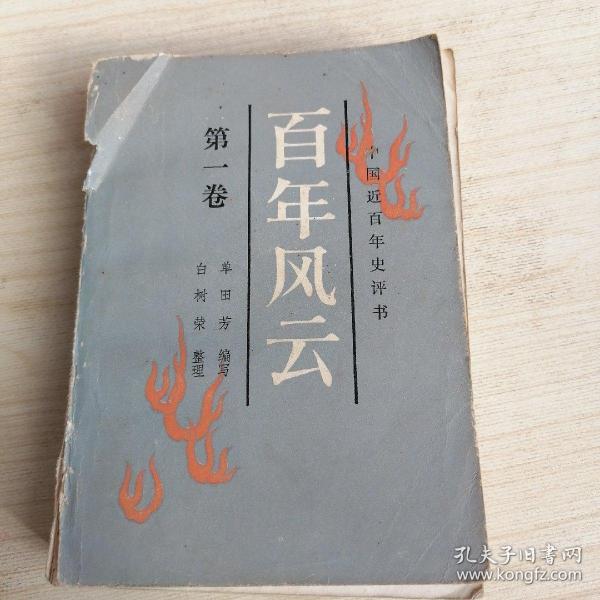 中国近百年史评书
百年风云
第一卷
单田芳 编写
白树荣 整理
孔夫子旧书网
www.kongfz.com